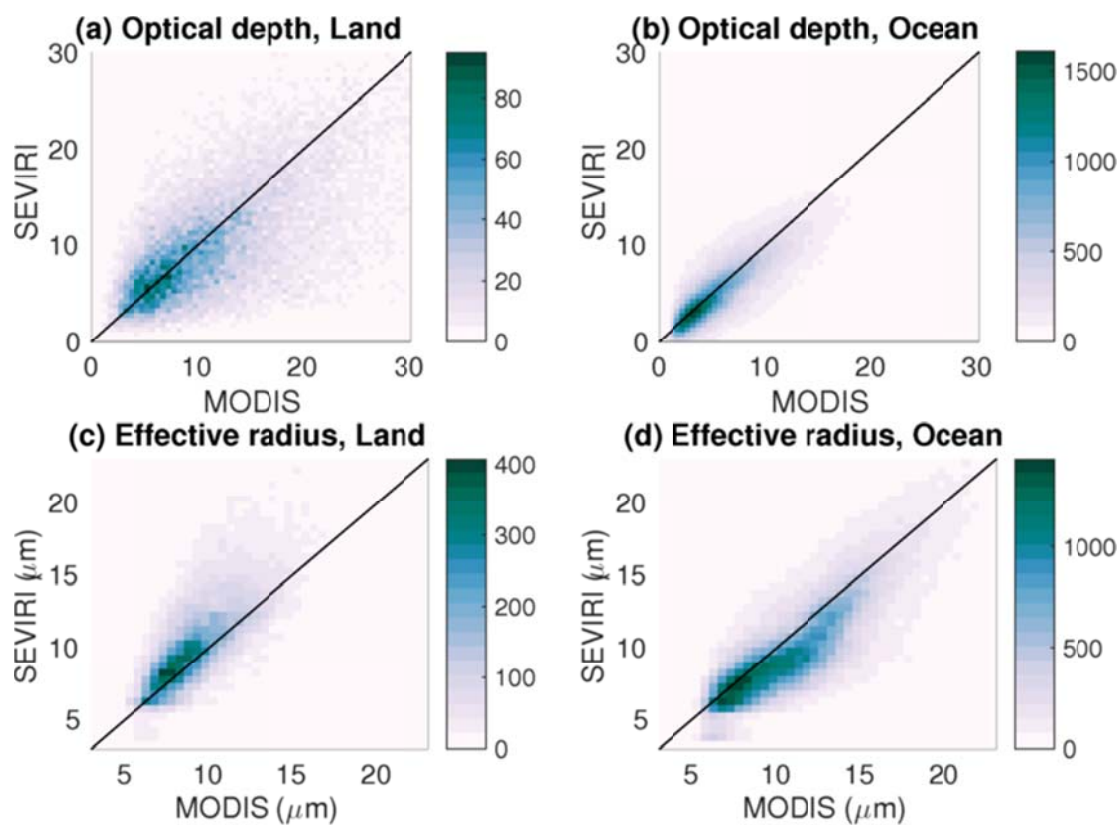 (a) Optical depth, Land
30
20
10
0
SEVIRI
0 10 20 30
MODIS
80
60
40
20
0
(b) Optical depth, Ocean
30
20
10
0
SEVIRI
0 10 20 30
MODIS
1500
1000
500
0
(c) Effective radius, Land
20
15
10
5
SEVIRI (μm)
5 10 15 20
MODIS (μm)
400
300
200
100
0
(d) Effective radius, Ocean
20
15
10
5
SEVIRI (μm)
5 10 15 20
MODIS (μm)
1000
500
0